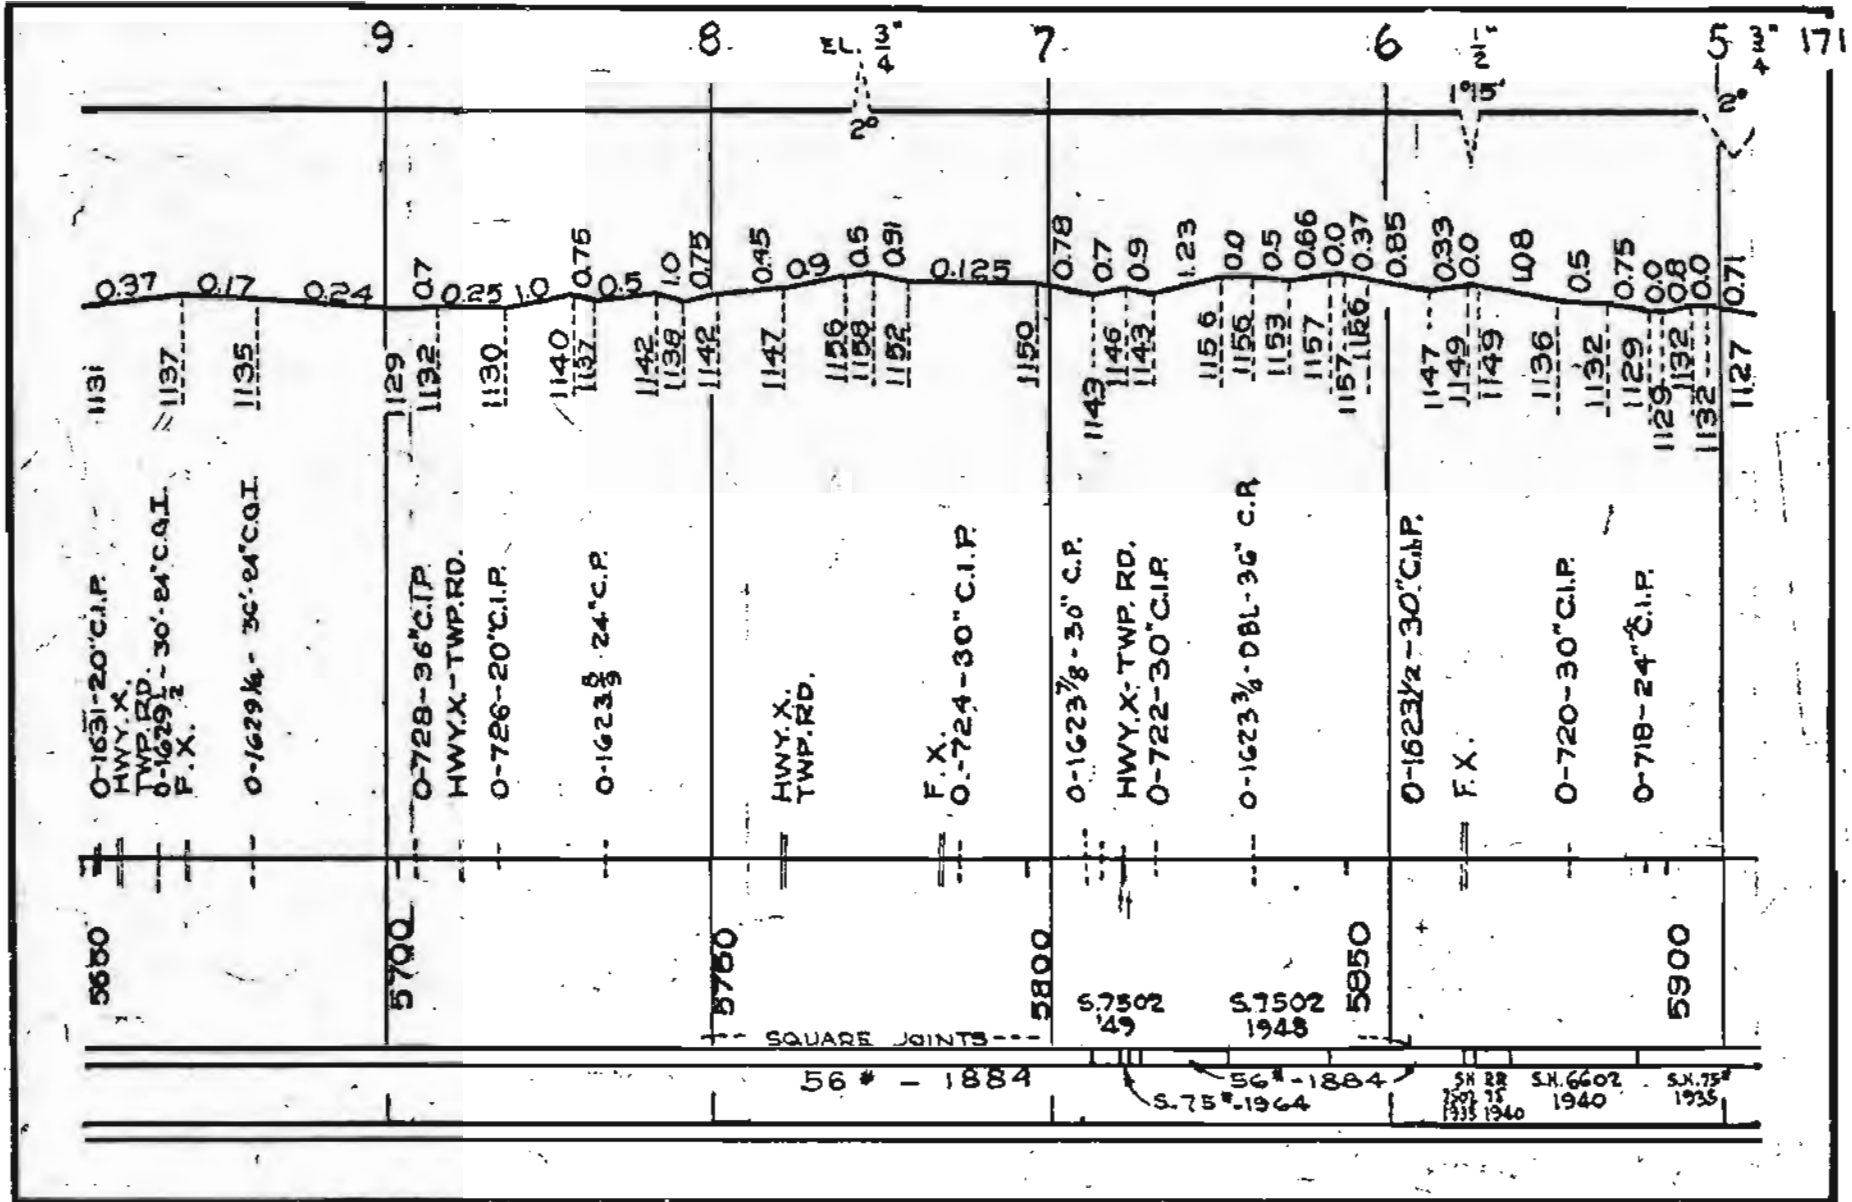 9 8 EL. 3/4" 7 6 1/2" 5 3/4" 171
2° 1°15' 2°
0.37 0.17 0.24 0.7 0.25 1.0 0.75 0.5 1.0 0.75 0.45 0.9 0.5 0.91 0.125 0.78 0.7 0.9 1.23 0.0 0.5 0.66 0.0 0.37 0.85 0.33 0.0 1.08 0.5 0.75 0.0 0.8 0.0 0.71
1131 1137 1135 1129 1132 1130 1140 1137 1142 1138 1142 1147 1156 1158 1152 1150 1143 1146 1143 1156 1156 1153 1157 1157 1156 1147 1149 1149 1136 1132 1129 1129 1132 1132 1127
0-1631-20"C.I.P.
HWY.X.
TWP.RD.
0-1629 1/2-30'-24"C.G.I.
F.X.
0-1629 1/4-36'-24"C.G.I.
0-728-36"C.I.P.
HWY.X.-TWP.RD.
0-726-20"C.I.P.
0-1623 24"C.P.
HWY.X.
TWP.RD.
F.X.
0-724-30"C.I.P.
0-1623 7/8-30" C.P.
HWY.X-TWP.RD.
0-722-30"C.I.P.
0-1623 3/4-DBL-36" C.P.
0-1623 1/2-30"C.I.P.
F.X.
0-720-30"C.I.P.
0-718-24"C.I.P.
5700 5800 5850 5900
S.7502
'49
S.7502
1948
SQUARE JOINTS
56# - 1884
56#-1884
S.75#-1964
1935 1940
S.H.6602
1940
S.H.75#
1935